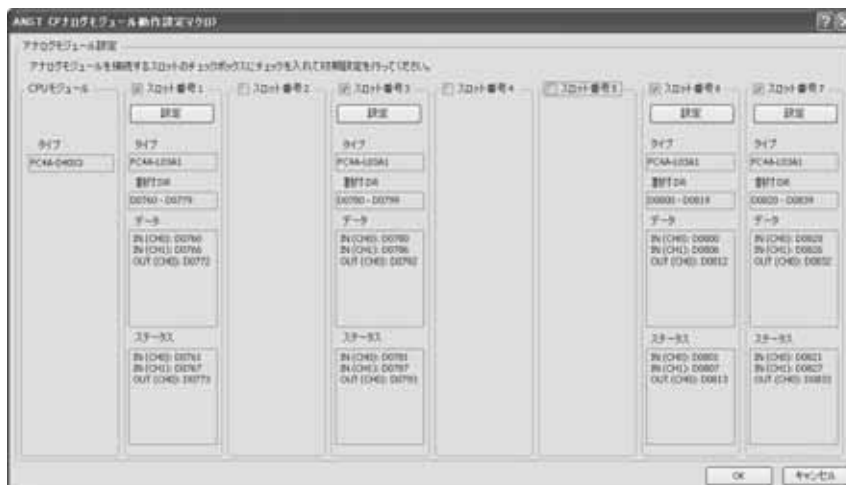 ANST (アナログモジュール動作設定マクロ)
アナログモジュール設定
アナログモジュールを接続するスロットのチェックボックスにチェックを入れて初期設定を行ってください。
CPUモジュール
タイプ
スロット番号1
設定
タイプ
FC4A-L03A1
割付DR
D0760 - D0779
データ
IN (CH0): D0760
IN (CH1): D0766
OUT (CH0): D0772
ステータス
IN (CH0): D0761
IN (CH1): D0767
OUT (CH0): D0773
スロット番号2
スロット番号3
設定
タイプ
FC4A-L03A1
割付DR
D0780 - D0799
データ
IN (CH0): D0780
IN (CH1): D0786
OUT (CH0): D0792
ステータス
IN (CH0): D0781
IN (CH1): D0787
OUT (CH0): D0793
スロット番号4
スロット番号5
スロット番号6
設定
タイプ
FC4A-L03A1
割付DR
D0800 - D0819
データ
IN (CH0): D0800
IN (CH1): D0806
OUT (CH0): D0812
ステータス
IN (CH0): D0801
IN (CH1): D0807
OUT (CH0): D0813
スロット番号7
設定
タイプ
FC4A-L03A1
割付DR
D0820 - D0839
データ
IN (CH0): D0820
IN (CH1): D0826
OUT (CH0): D0832
ステータス
IN (CH0): D0821
IN (CH1): D0827
OUT (CH0): D0833
OK
キャンセル